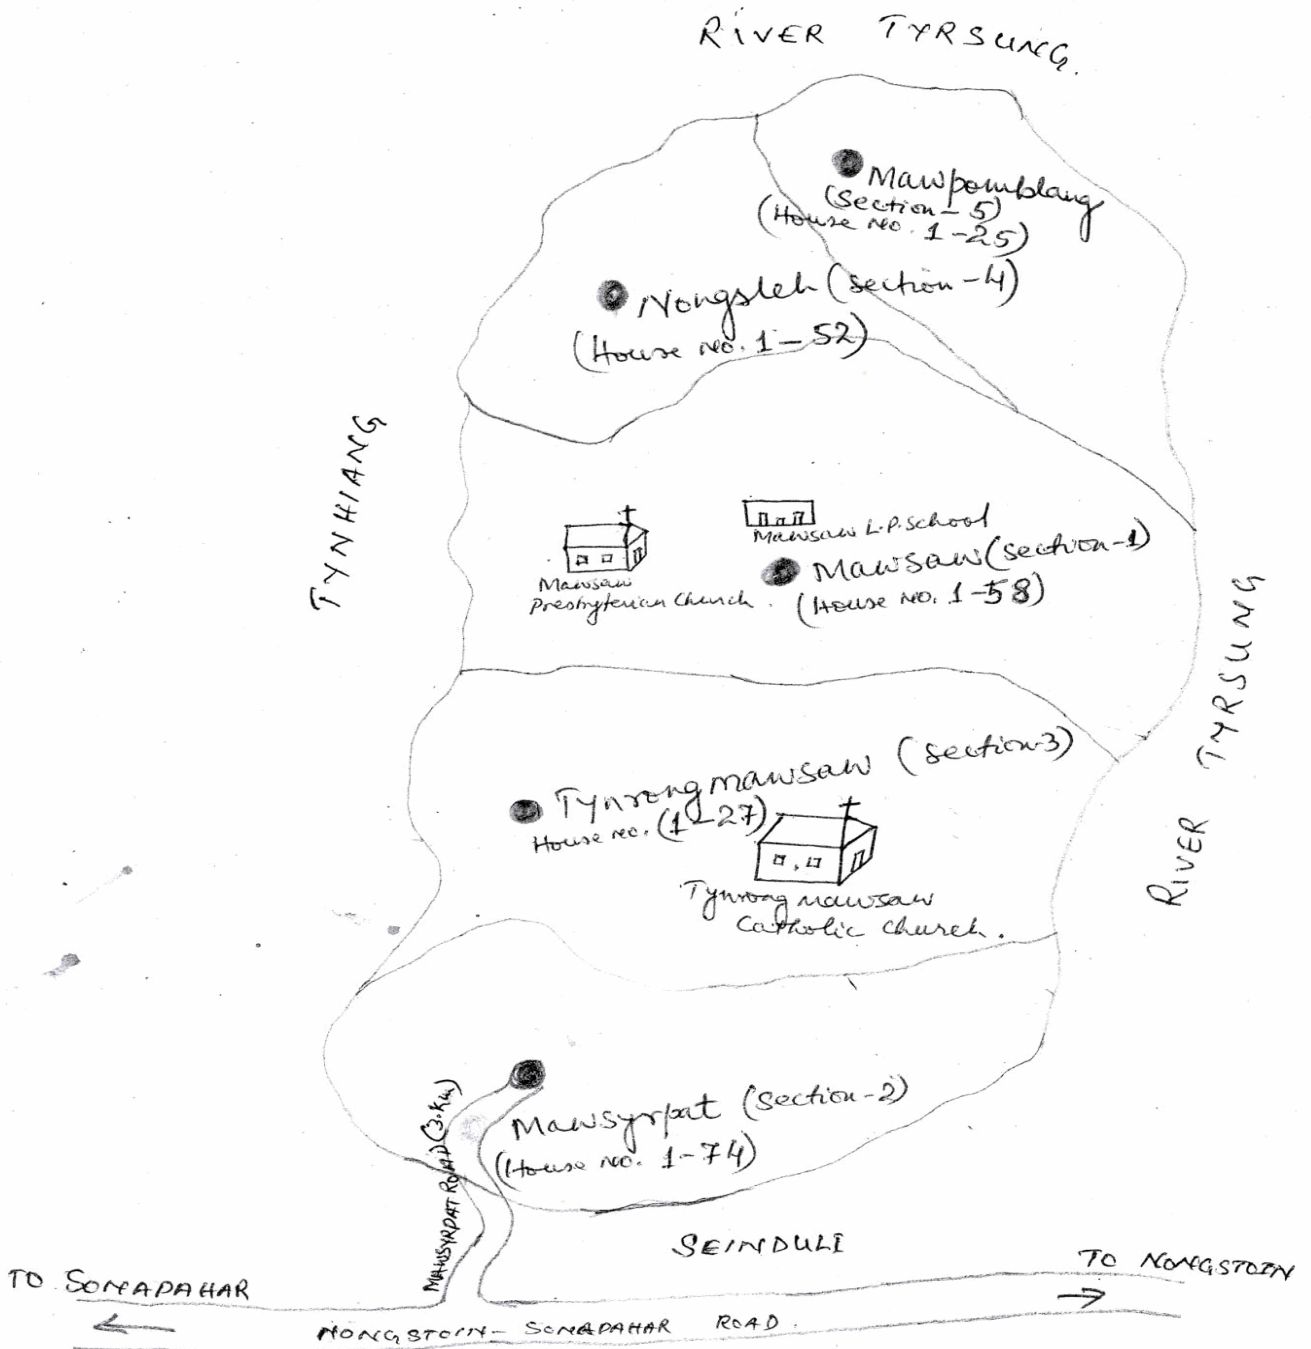 RIVER TYRSUNG.
Mawpomblang
(Section-5)
(House no. 1-25)
Nongsleh (section-4)
(House no. 1-52)
TYNHIANG
Mawsaw L.P. School
Mawsaw (section-1)
(House no. 1-58)
Mawsaw
Presbyterian Church.
RIVER TYRSUNG
Tynrongmawsaw (section-3)
House no. (1-27)
Tynrongmawsaw
Catholic church.
Mawsyrpat (section-2)
(House no. 1-74)
MAWSYRPAT ROAD (3.Km)
SEINDULI
TO SONAPAHAR
TO NONGSTOIN
NONGSTOIN - SONAPAHAR ROAD.